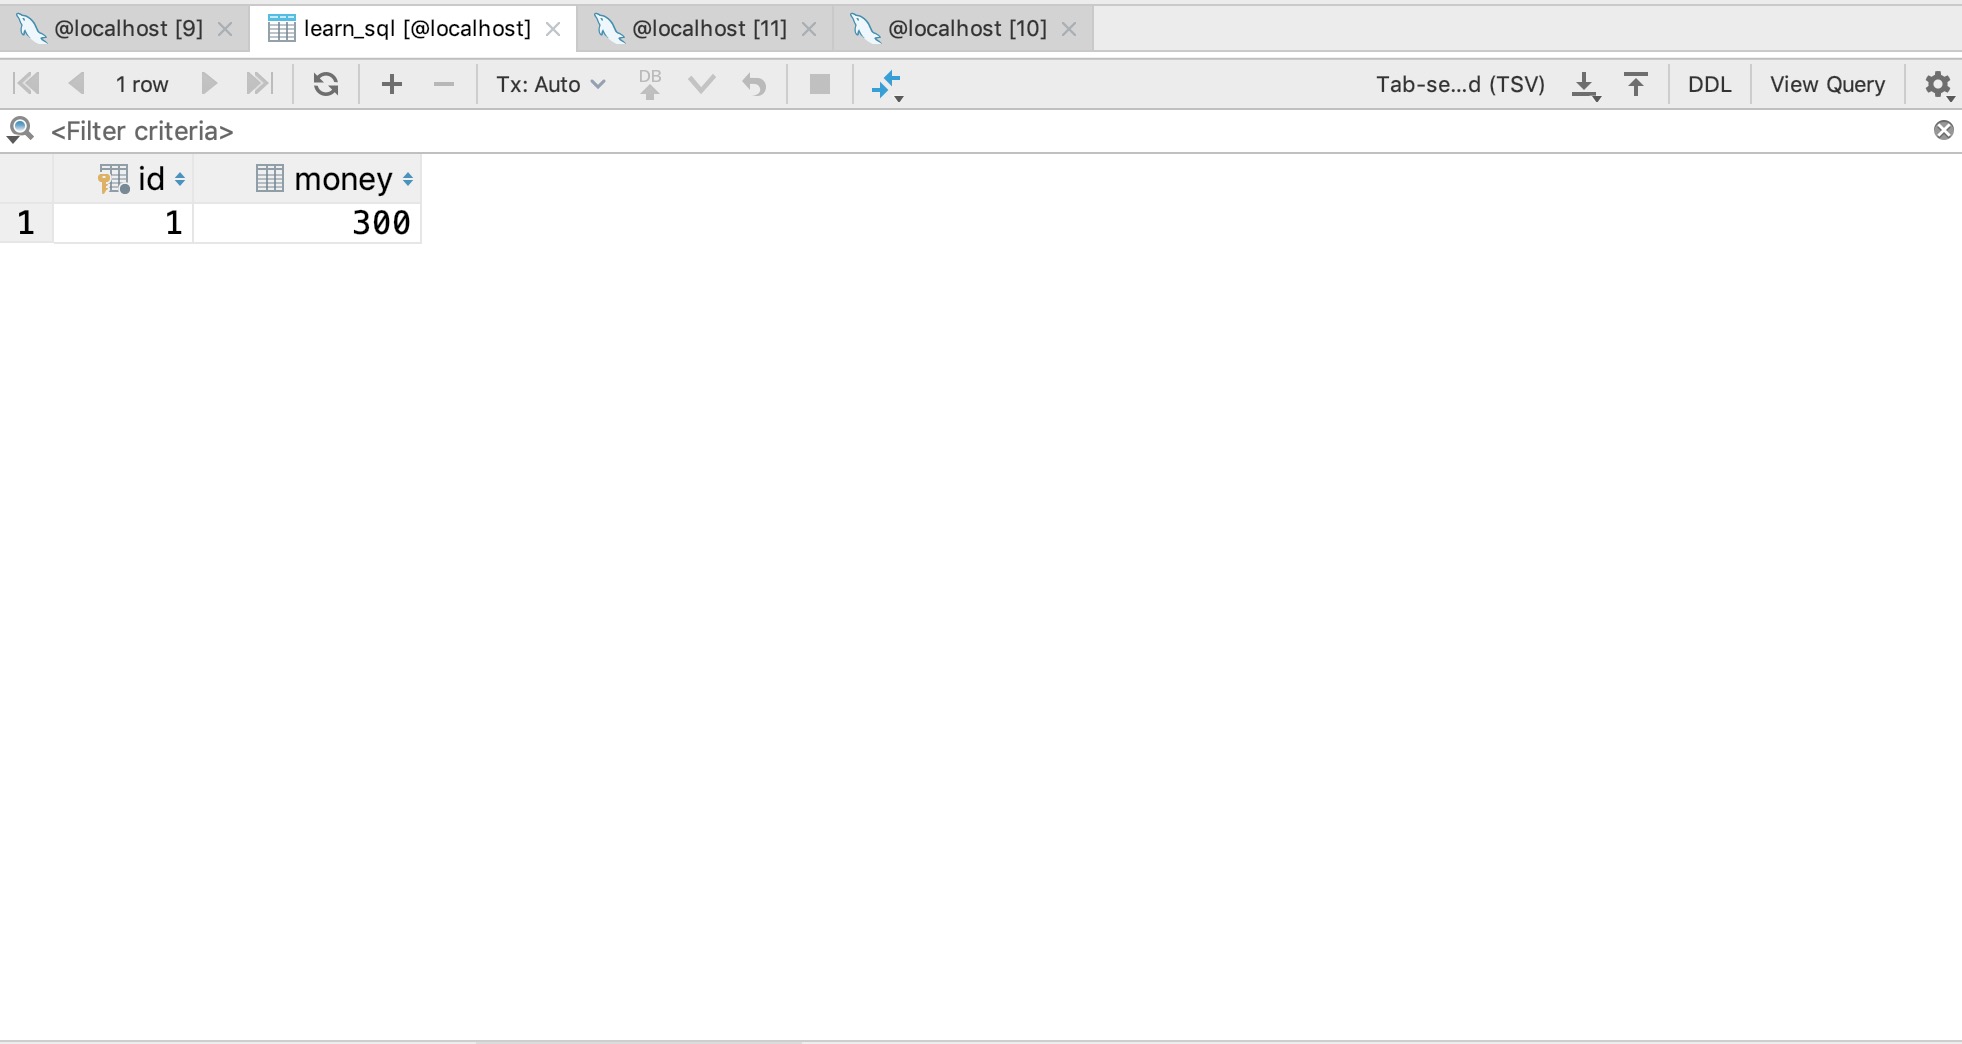 @localhost [9] learn_sql [@localhost] @localhost [11] @localhost [10]
1 row Tx: Auto DB Tab-se...d (TSV) DDL View Query
<Filter criteria>
id money
1 1 300